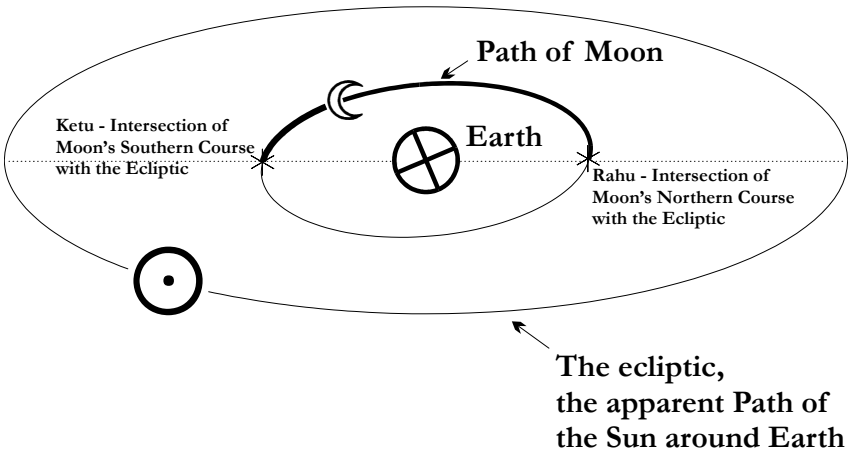 Path of Moon
Ketu - Intersection of
Moon's Southern Course
with the Ecliptic
Earth
Rahu - Intersection of
Moon's Northern Course
with the Ecliptic
The ecliptic,
the apparent Path of
the Sun around Earth